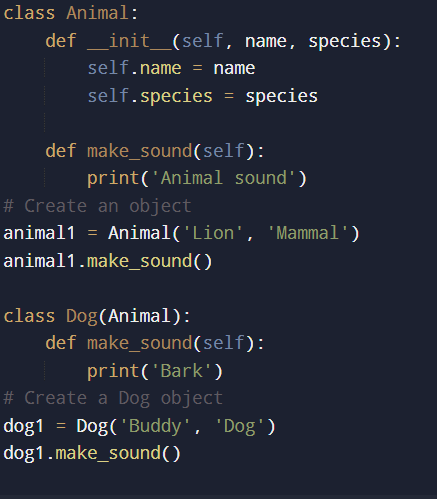 class Animal:
    def __init__(self, name, species):
        self.name = name
        self.species = species

    def make_sound(self):
        print('Animal sound')
# Create an object
animal1 = Animal('Lion', 'Mammal')
animal1.make_sound()

class Dog(Animal):
    def make_sound(self):
        print('Bark')
# Create a Dog object
dog1 = Dog('Buddy', 'Dog')
dog1.make_sound()